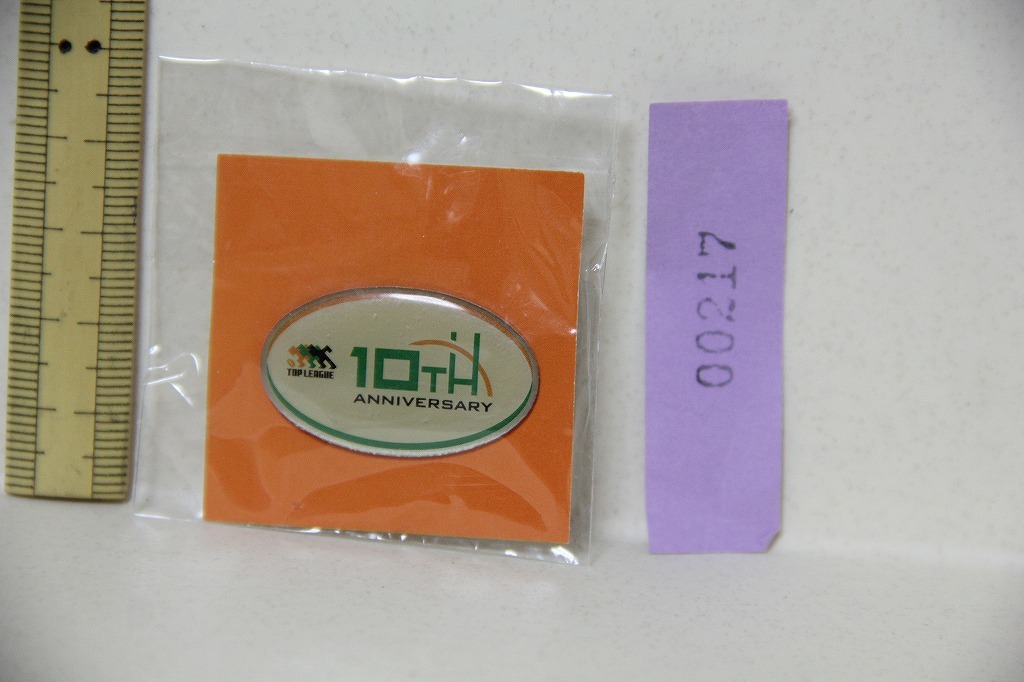 TOP LEAGUE
10TH
ANNIVERSARY
00217